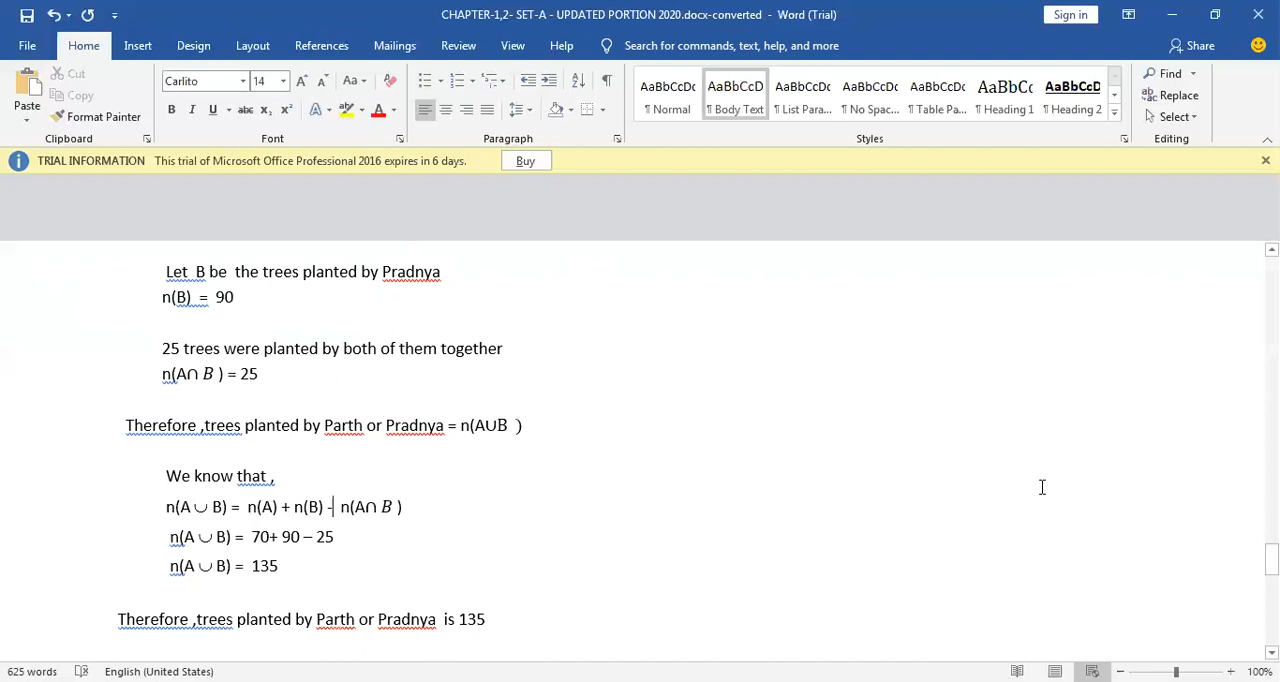 CHAPTER-1,2- SET-A - UPDATED PORTION 2020.docx-converted - Word (Trial)
Sign in
File Home Insert Design Layout References Mailings Review View Help Search for commands, text, help, and more Share
Paste
Cut
Copy
Format Painter
Clipboard
Carlito 14
Font
Paragraph
AaBbCcDc AaBbCcD AaBbCcDc AaBbCcDc AaBbCcDc AaBbCc AaBbCcD
¶ Normal ¶ Body Text ¶ List Para... ¶ No Spac... ¶ Table Pa... ¶ Heading 1 ¶ Heading 2
Styles
Find
Replace
Select
Editing
TRIAL INFORMATION This trial of Microsoft Office Professional 2016 expires in 6 days. Buy
Let B be the trees planted by Pradnya
n(B) = 90
25 trees were planted by both of them together
n(A∩ B ) = 25
Therefore ,trees planted by Parth or Pradnya = n(A∪B )
We know that ,
n(A ∪ B) = n(A) + n(B) - n(A∩ B )
n(A ∪ B) = 70+ 90 – 25
n(A ∪ B) = 135
Therefore ,trees planted by Parth or Pradnya is 135
625 words English (United States) 100%